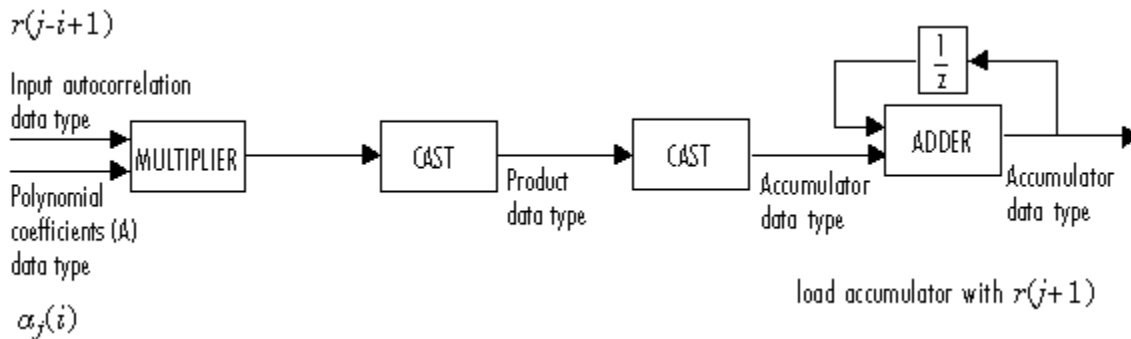 r(j-i+1)
Input autocorrelation
data type
MULTIPLIER
Polynomial
coefficients (A)
data type
αj(i)
CAST
Product
data type
CAST
Accumulator
data type
1
z
ADDER
Accumulator
data type
load accumulator with r(j+1)